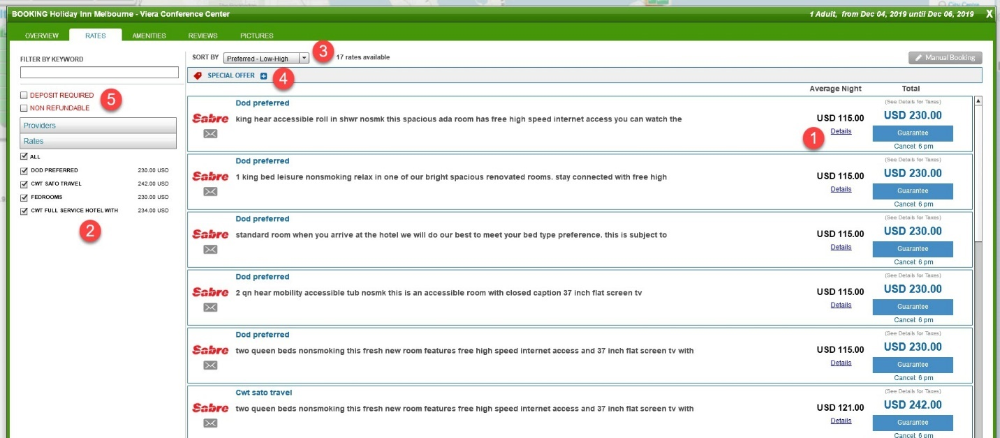 City Centre
BOOKING Holiday Inn Melbourne - Viera Conference Center
1 Adult, from Dec 04, 2019 until Dec 06, 2019 X
OVERVIEW RATES AMENITIES REVIEWS PICTURES
FILTER BY KEYWORD
SORT BY Preferred - Low-High 3 17 rates available
Manual Booking
SPECIAL OFFER 4
DEPOSIT REQUIRED
NON REFUNDABLE
5
Providers
Rates
ALL
DOD PREFERRED 230.00 USD
CWT SATO TRAVEL 242.00 USD
FEDROOMS 230.00 USD
CWT FULL SERVICE HOTEL WITH 234.00 USD
2
Average Night Total
Dod preferred
(See Details for Taxes)
Sabre king hear accessible roll in shwr nosmk this spacious ada room has free high speed internet access you can watch the
USD 115.00 USD 230.00
1 Details Guarantee
Cancel: 6 pm
Dod preferred
(See Details for Taxes)
Sabre 1 king bed leisure nonsmoking relax in one of our bright spacious renovated rooms. stay connected with free high
USD 115.00 USD 230.00
Details Guarantee
Cancel: 6 pm
Dod preferred
(See Details for Taxes)
Sabre standard room when you arrive at the hotel we will do our best to meet your bed type preference. this is subject to
USD 115.00 USD 230.00
Details Guarantee
Cancel: 6 pm
Dod preferred
(See Details for Taxes)
Sabre 2 qn hear mobility accessible tub nosmk this is an accessible room with closed caption 37 inch flat screen tv
USD 115.00 USD 230.00
Details Guarantee
Cancel: 6 pm
Dod preferred
(See Details for Taxes)
Sabre two queen beds nonsmoking this fresh new room features free high speed internet access and 37 inch flat screen tv with
USD 115.00 USD 230.00
Details Guarantee
Cancel: 6 pm
Cwt sato travel
(See Details for Taxes)
Sabre two queen beds nonsmoking this fresh new room features free high speed internet access and 37 inch flat screen tv with
USD 121.00 USD 242.00
Details Guarantee
Cancel: 6 pm